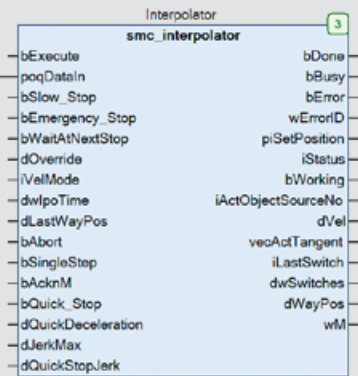 Interpolator
3
smc_interpolator
bExecute bDone
poqDataIn bBusy
bSlow_Stop bError
bEmergency_Stop wErrorID
bWaitAtNextStop piSetPosition
dOverride iStatus
iVelMode bWorking
dwIpoTime iActObjectSourceNo
dLastWayPos dVel
bAbort vecActTangent
bSingleStep iLastSwitch
bAcknM dwSwitches
bQuick_Stop dWayPos
dQuickDeceleration wM
dJerkMax
dQuickStopJerk